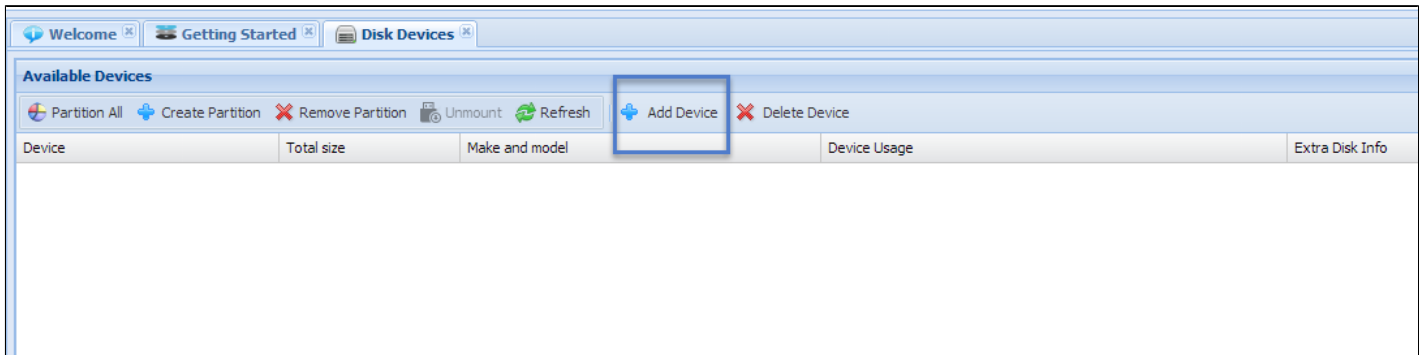 Welcome Getting Started Disk Devices
Available Devices
Partition All Create Partition Remove Partition Unmount Refresh Add Device Delete Device
Device Total size Make and model Device Usage Extra Disk Info